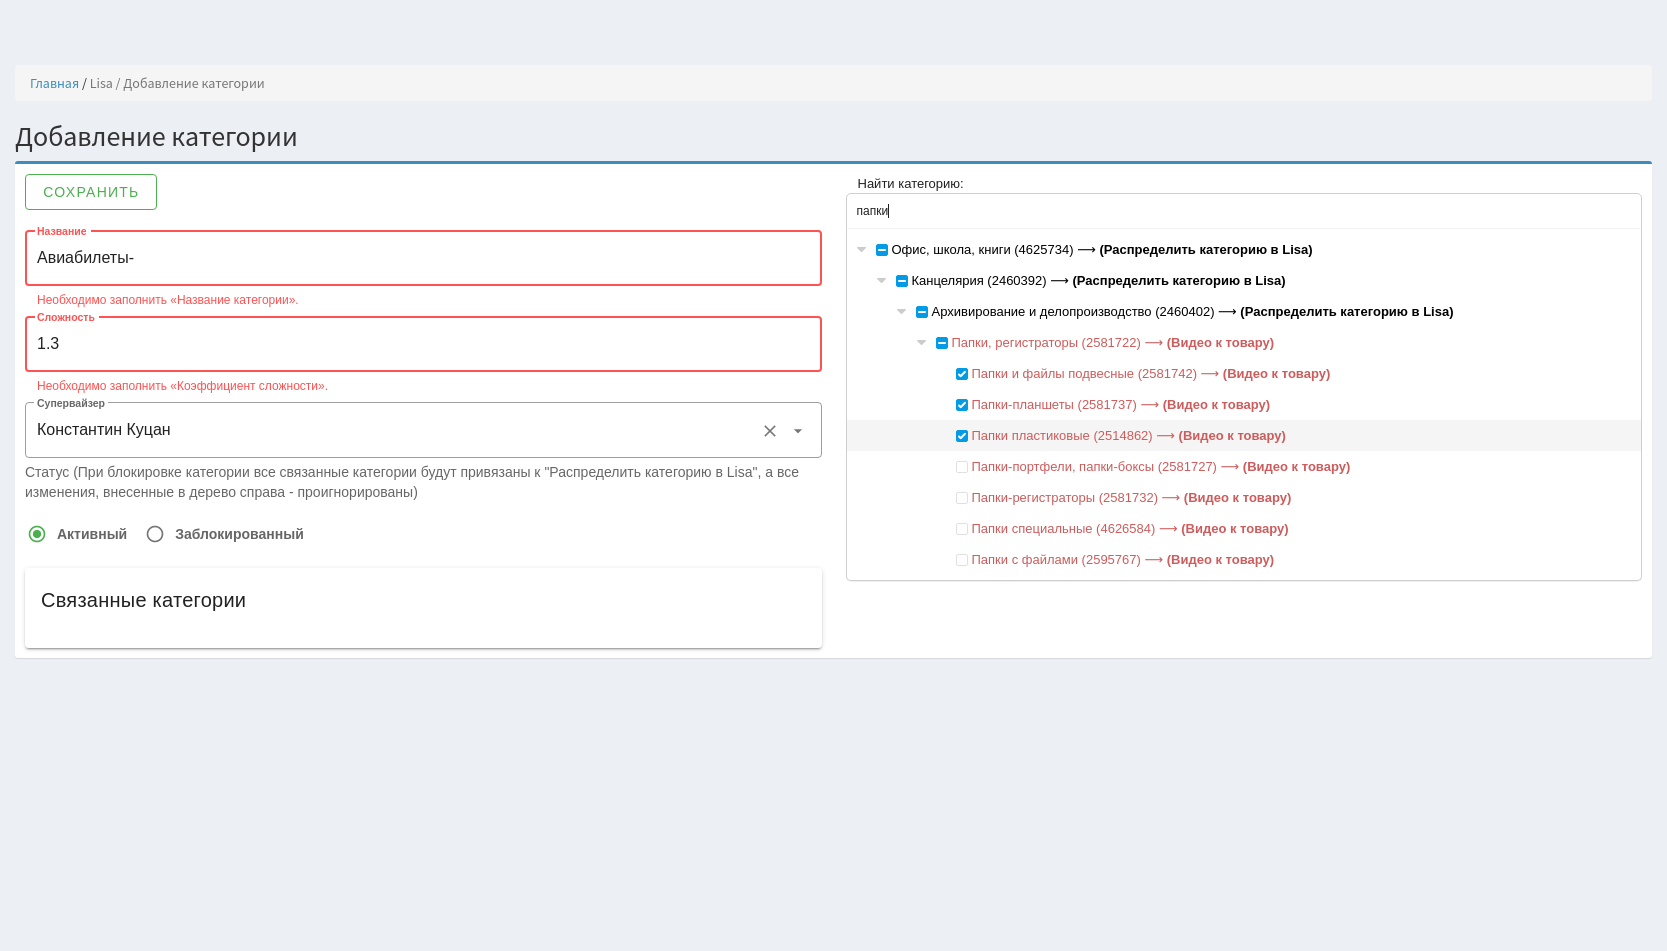 Главная / Lisa / Добавление категории
Добавление категории
СОХРАНИТЬ
Название
Авиабилеты-
Необходимо заполнить «Название категории».
Сложность
1.3
Необходимо заполнить «Коэффициент сложности».
Супервайзер
Константин Куцан
Статус (При блокировке категории все связанные категории будут привязаны к "Распределить категорию в Lisa", а все
изменения, внесенные в дерево справа - проигнорированы)
Активный
Заблокированный
Связанные категории
Найти категорию:
папки
Офис, школа, книги (4625734) ⟶ (Распределить категорию в Lisa)
Канцелярия (2460392) ⟶ (Распределить категорию в Lisa)
Архивирование и делопроизводство (2460402) ⟶ (Распределить категорию в Lisa)
Папки, регистраторы (2581722) ⟶ (Видео к товару)
Папки и файлы подвесные (2581742) ⟶ (Видео к товару)
Папки-планшеты (2581737) ⟶ (Видео к товару)
Папки пластиковые (2514862) ⟶ (Видео к товару)
Папки-портфели, папки-боксы (2581727) ⟶ (Видео к товару)
Папки-регистраторы (2581732) ⟶ (Видео к товару)
Папки специальные (4626584) ⟶ (Видео к товару)
Папки с файлами (2595767) ⟶ (Видео к товару)